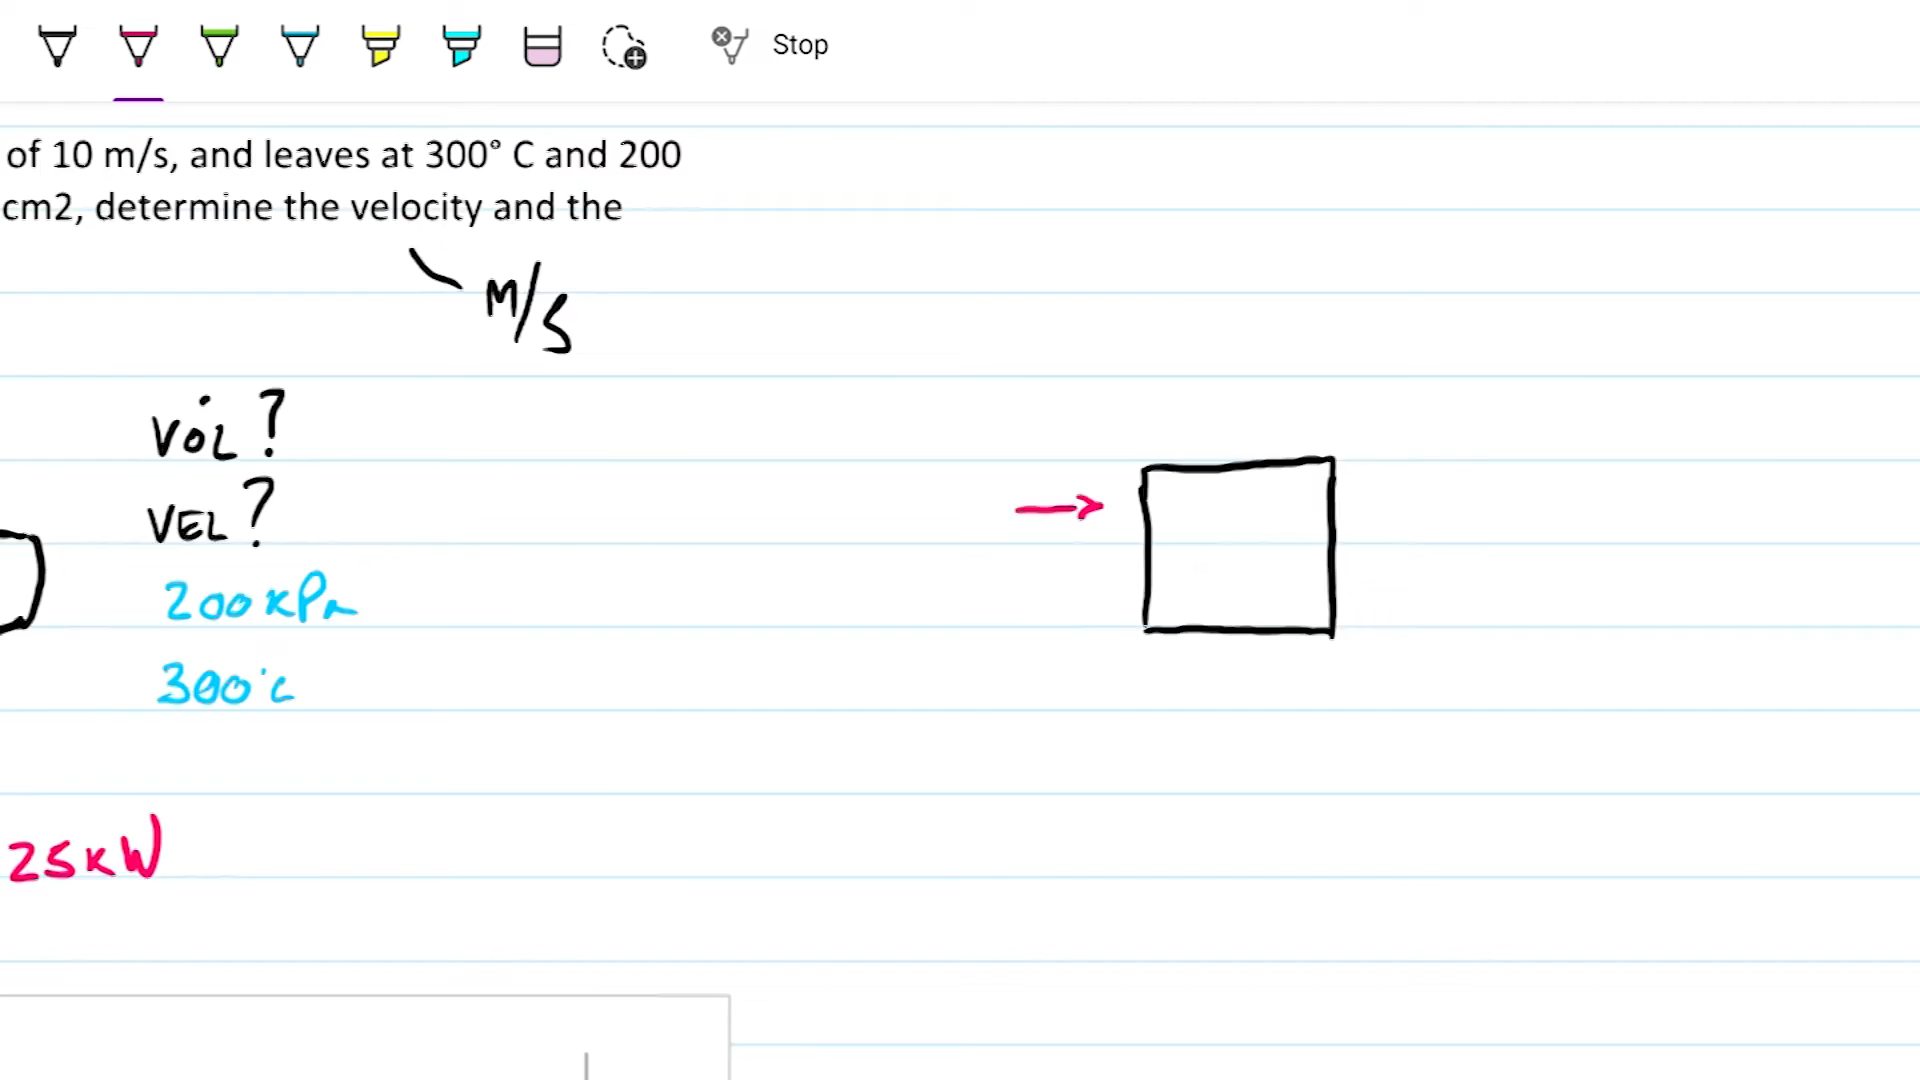 Stop
of 10 m/s, and leaves at 300° C and 200
cm2, determine the velocity and the
M/S
VOL ?
VEL ?
200 KPa
300°C
25KW